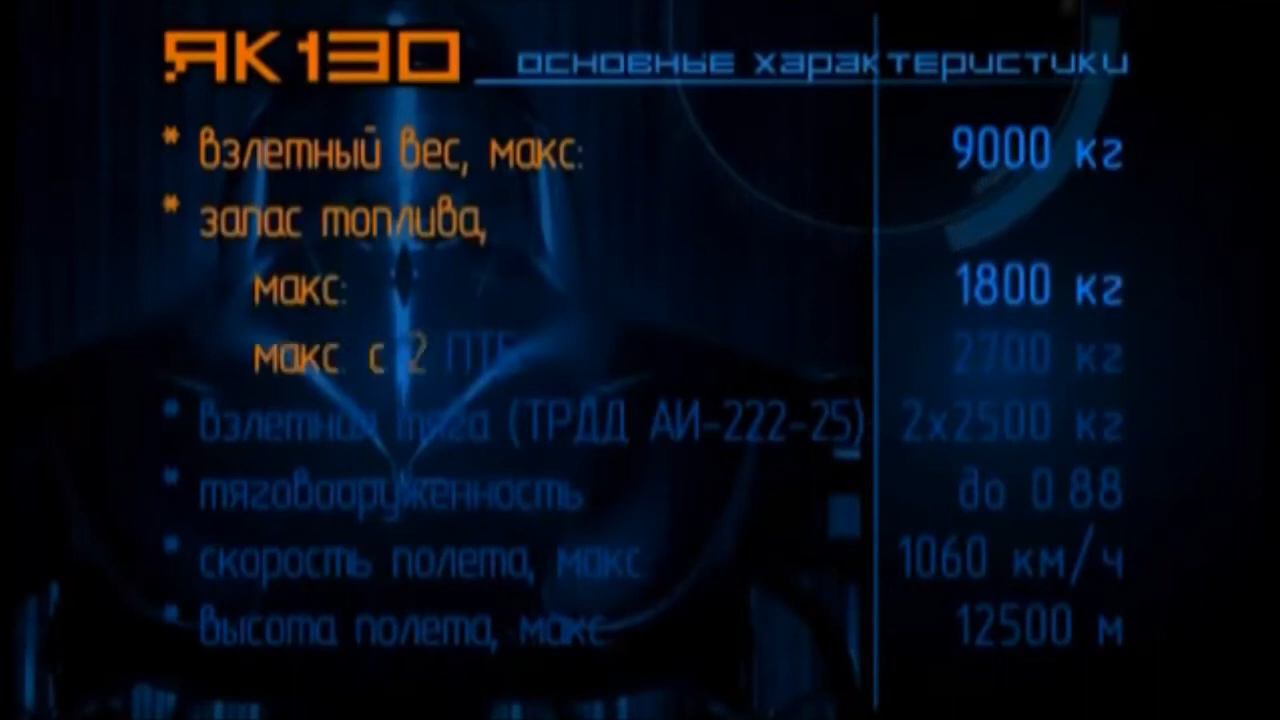 ЯК130 основные характеристики
* взлетный вес, макс: 9000 кг
* запас топлива,
макс: 1800 кг
макс. с 2 ПТБ 2700 кг
* взлетная тяга (ТРДД АИ-222-25) 2х2500 кг
* тяговооруженность до 0.88
* скорость полета, макс 1060 км/ч
* высота полета, макс 12500 м